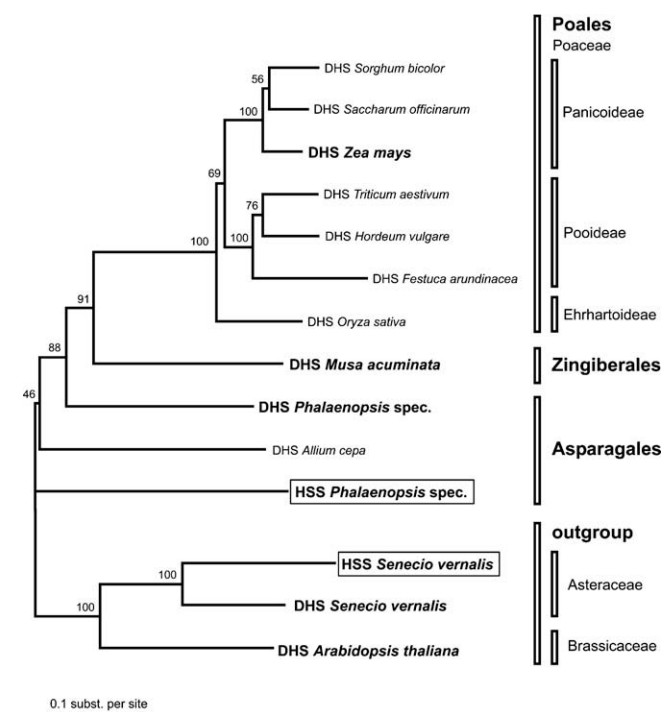 Poales
Poaceae
56
DHS Sorghum bicolor
100
DHS Saccharum officinarum
Panicoideae
DHS Zea mays
69
76
DHS Triticum aestivum
100
DHS Hordeum vulgare
Pooideae
100
DHS Festuca arundinacea
91
DHS Oryza sativa
Ehrhartoideae
88
DHS Musa acuminata
Zingiberales
46
DHS Phalaenopsis spec.
DHS Allium cepa
Asparagales
HSS Phalaenopsis spec.
outgroup
100
HSS Senecio vernalis
Asteraceae
100
DHS Senecio vernalis
DHS Arabidopsis thaliana
Brassicaceae
0.1 subst. per site